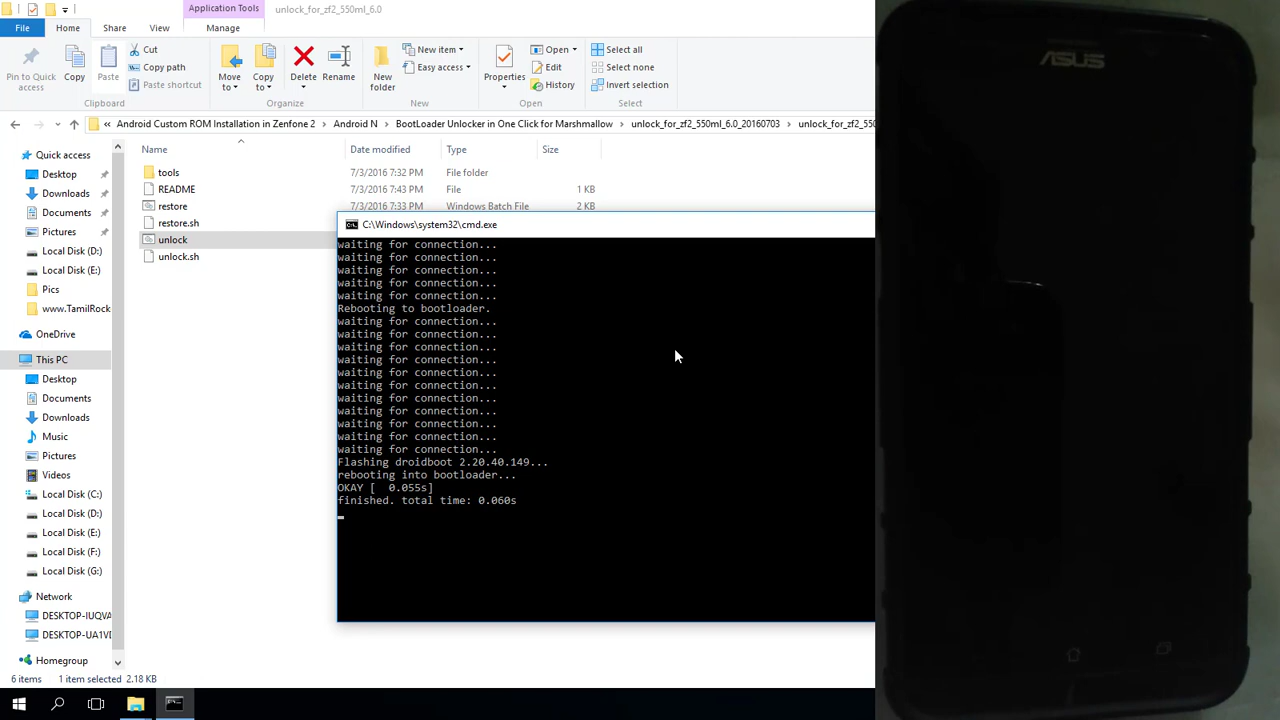 Application Tools
unlock_for_zf2_550ml_6.0
File
Home
Share
View
Manage
Pin to Quick access
Copy
Paste
Cut
Copy path
Paste shortcut
Clipboard
Move to
Copy to
Delete
Rename
Organize
New folder
New item
Easy access
New
Properties
Open
Edit
History
Open
Select all
Select none
Invert selection
Select
« Android Custom ROM Installation in Zenfone 2 › Android N › BootLoader Unlocker in One Click for Marshmallow › unlock_for_zf2_550ml_6.0_20160703 › unlock_for_zf2_550
Name Date modified Type Size
tools 7/3/2016 7:32 PM File folder
README 7/3/2016 7:43 PM File 1 KB
restore 7/3/2016 7:33 PM Windows Batch File 2 KB
restore.sh
unlock
unlock.sh
Quick access
Desktop
Downloads
Documents
Pictures
Local Disk (D:)
Local Disk (E:)
Pics
www.TamilRock
OneDrive
This PC
Desktop
Documents
Downloads
Music
Pictures
Videos
Local Disk (C:)
Local Disk (D:)
Local Disk (E:)
Local Disk (F:)
Local Disk (G:)
Network
DESKTOP-IUQVA
DESKTOP-UA1VD
Homegroup
6 items 1 item selected 2.18 KB
C:\Windows\system32\cmd.exe
waiting for connection...
waiting for connection...
waiting for connection...
waiting for connection...
waiting for connection...
Rebooting to bootloader.
waiting for connection...
waiting for connection...
waiting for connection...
waiting for connection...
waiting for connection...
waiting for connection...
waiting for connection...
waiting for connection...
waiting for connection...
waiting for connection...
waiting for connection...
Flashing droidboot 2.20.40.149...
rebooting into bootloader...
OKAY [  0.055s]
finished. total time: 0.060s
ASUS